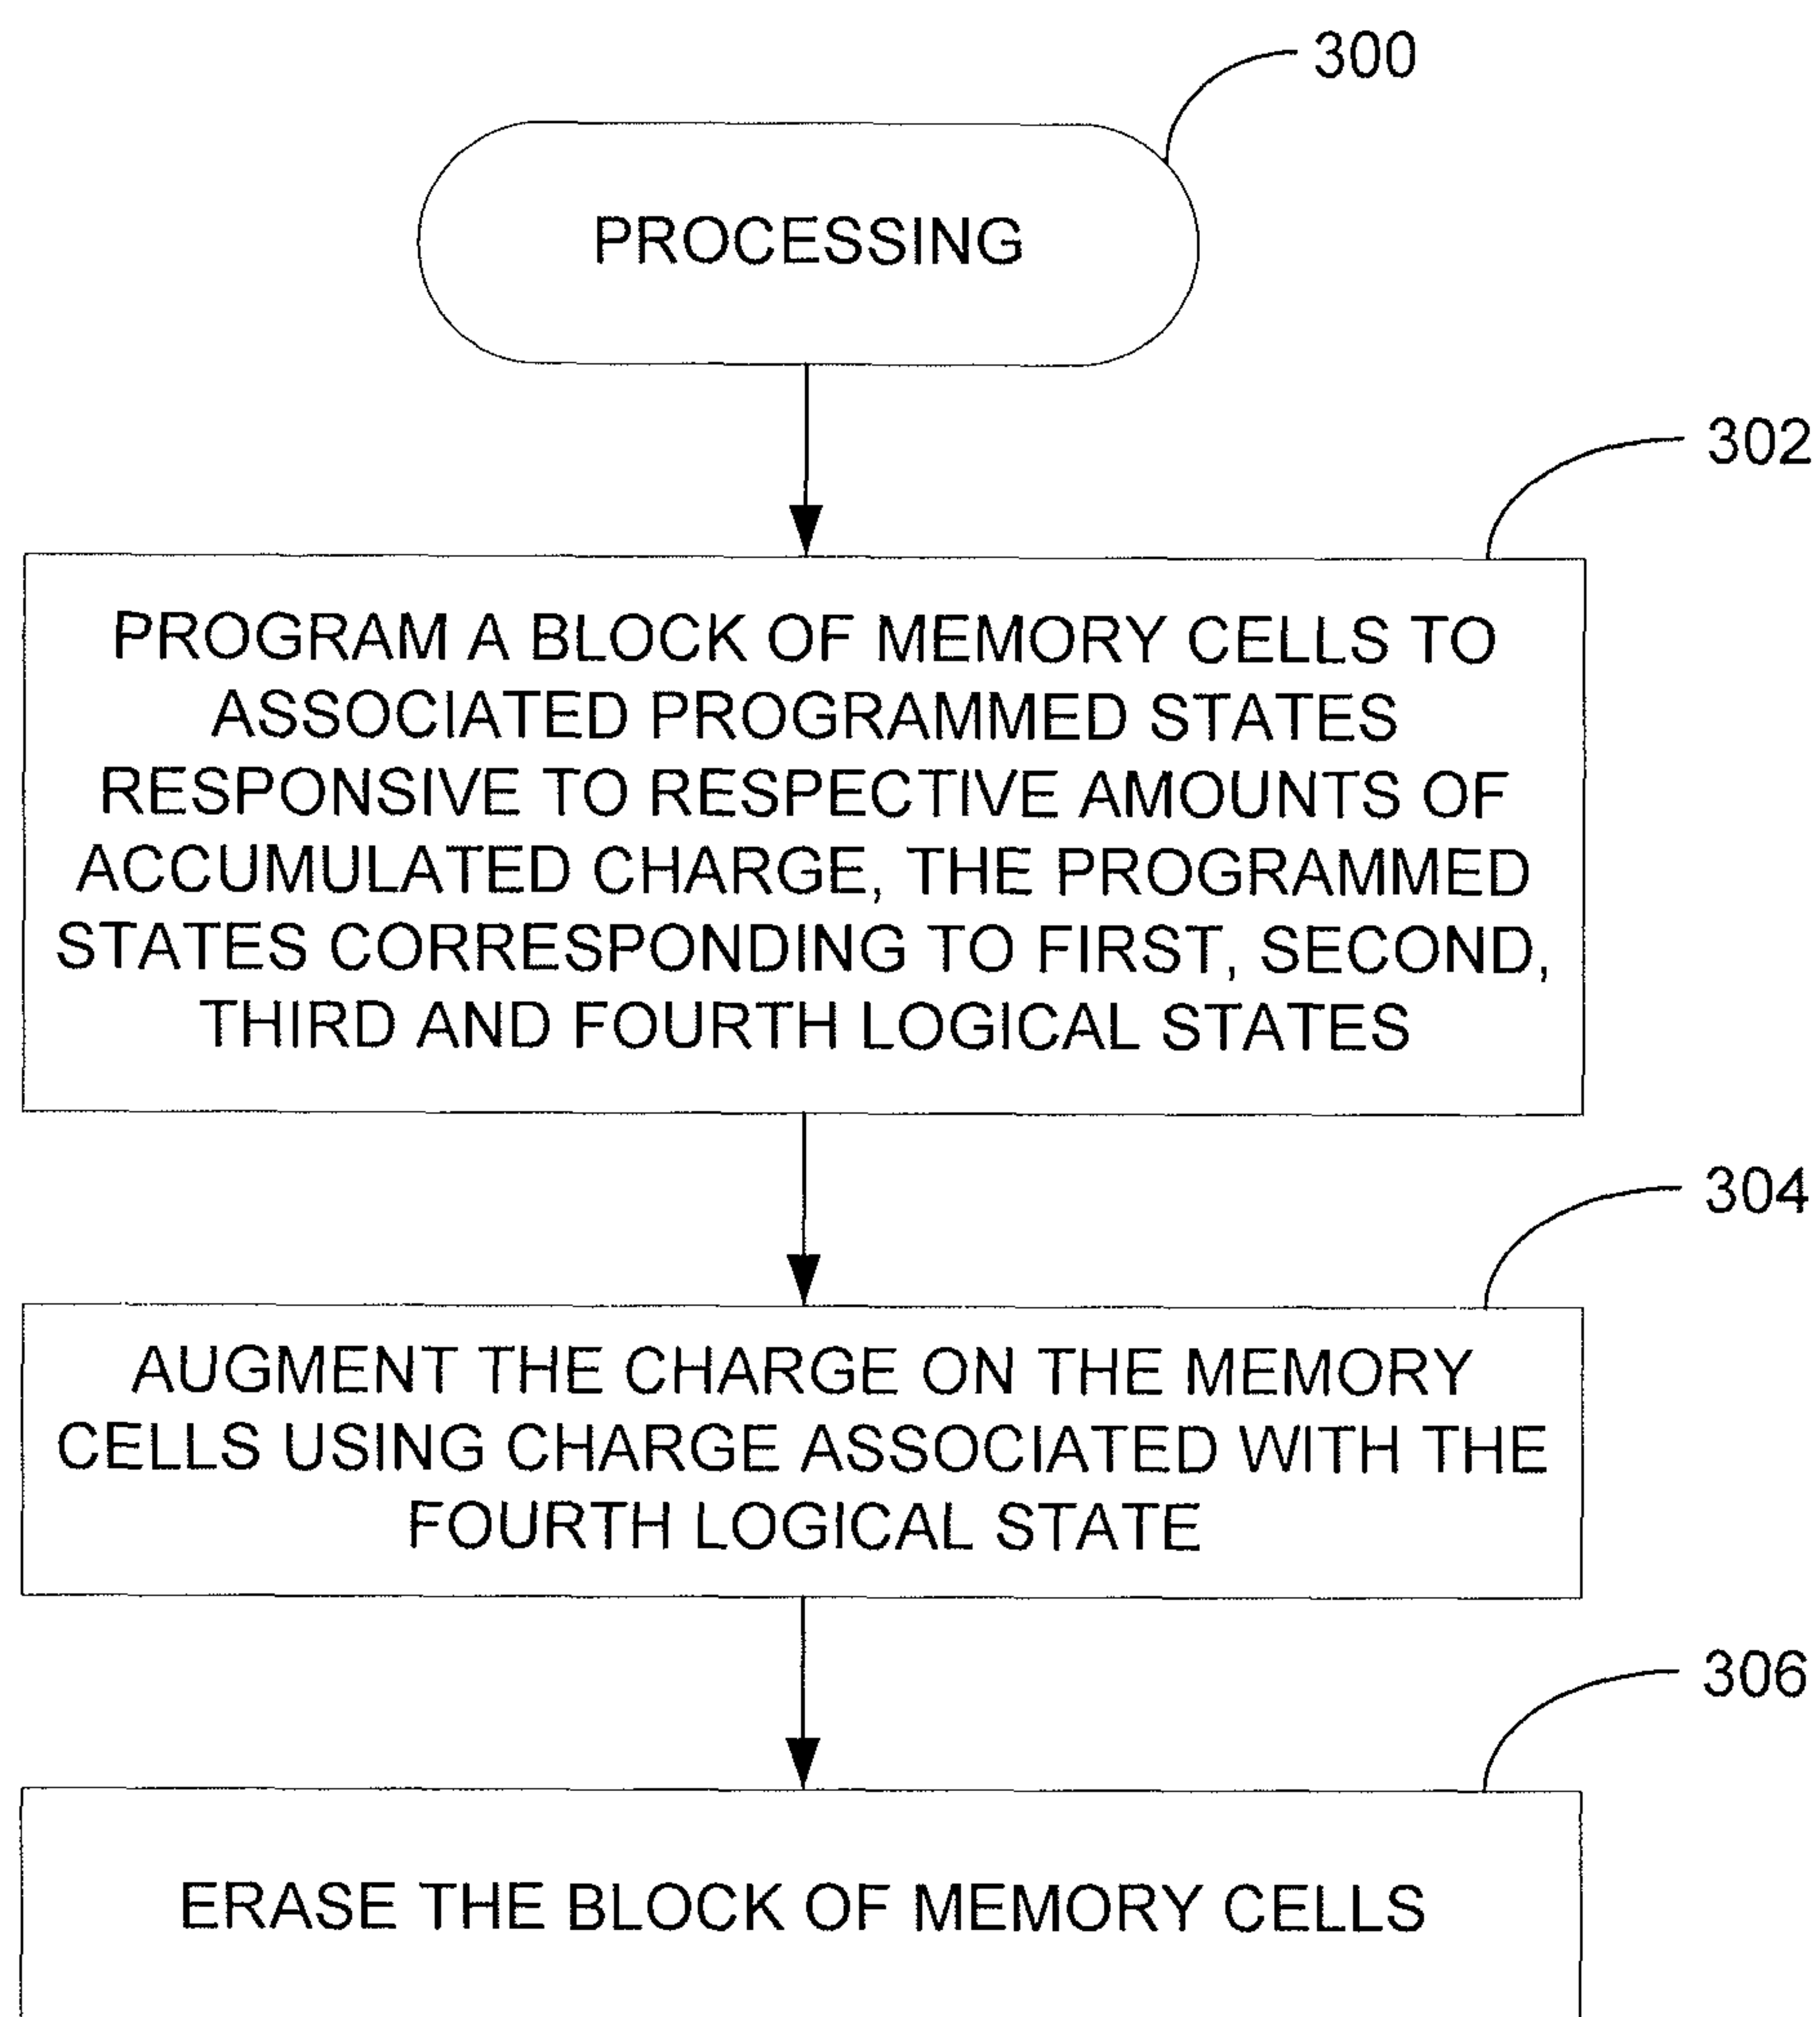 300
PROCESSING
302
PROGRAM A BLOCK OF MEMORY CELLS TO
ASSOCIATED PROGRAMMED STATES
RESPONSIVE TO RESPECTIVE AMOUNTS OF
ACCUMULATED CHARGE, THE PROGRAMMED
STATES CORRESPONDING TO FIRST, SECOND,
THIRD AND FOURTH LOGICAL STATES
304
AUGMENT THE CHARGE ON THE MEMORY
CELLS USING CHARGE ASSOCIATED WITH THE
FOURTH LOGICAL STATE
306
ERASE THE BLOCK OF MEMORY CELLS